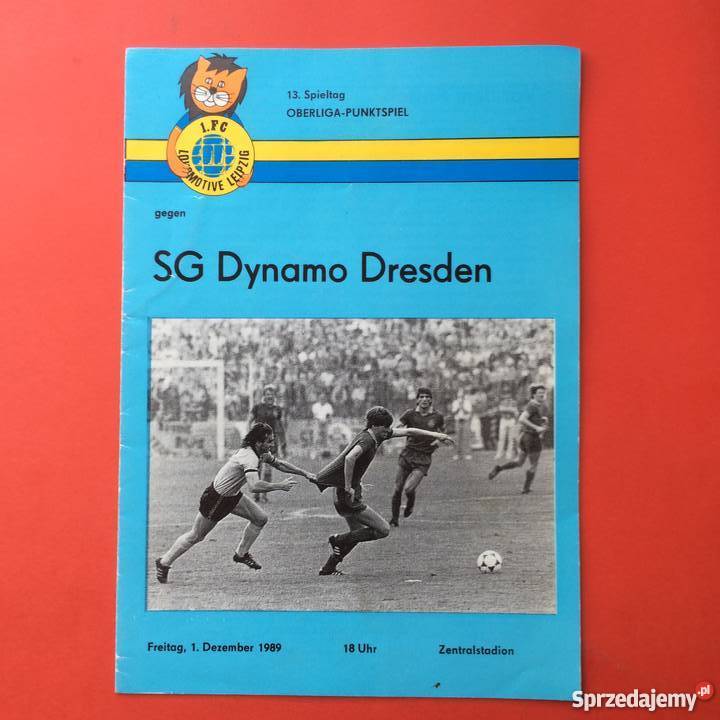 13. Spieltag
OBERLIGA-PUNKTSPIEL
1.FC
LOKOMOTIVE LEIPZIG
gegen
SG Dynamo Dresden
Freitag, 1. Dezember 1989 18 Uhr Zentralstadion
Sprzedajemy.pl